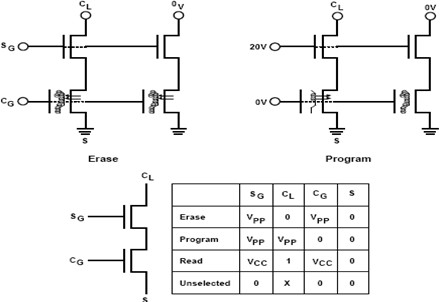 CL 0V CL 0V
SG 20V
CG 0V
S
Erase Program
CL
SG
CG
S
SG CL CG S
Erase VPP 0 VPP 0
Program VPP VPP 0 0
Read VCC 1 VCC 0
Unselected 0 X 0 0